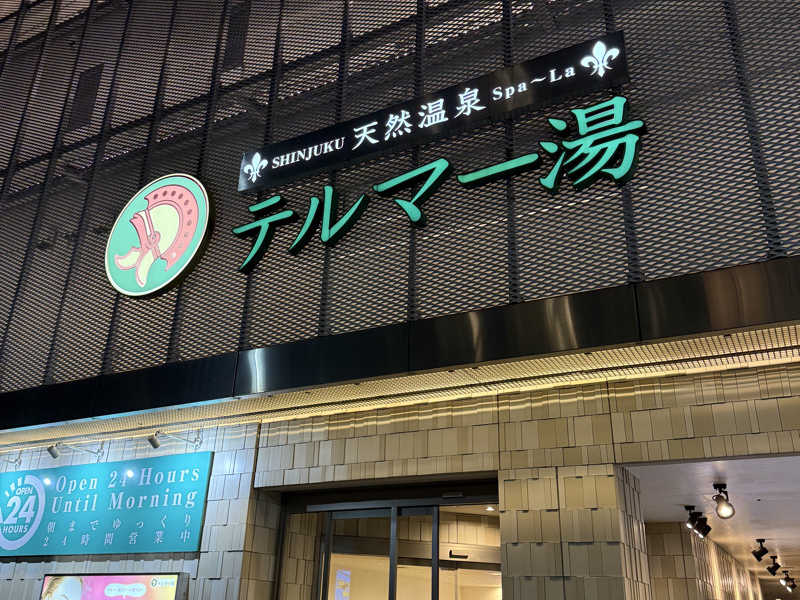 SHINJUKU 天然温泉 Spa～La
テルマー湯
OPEN
24
HOURS
Open 24 Hours
Until Morning
朝までゆっくり
24時間営業中